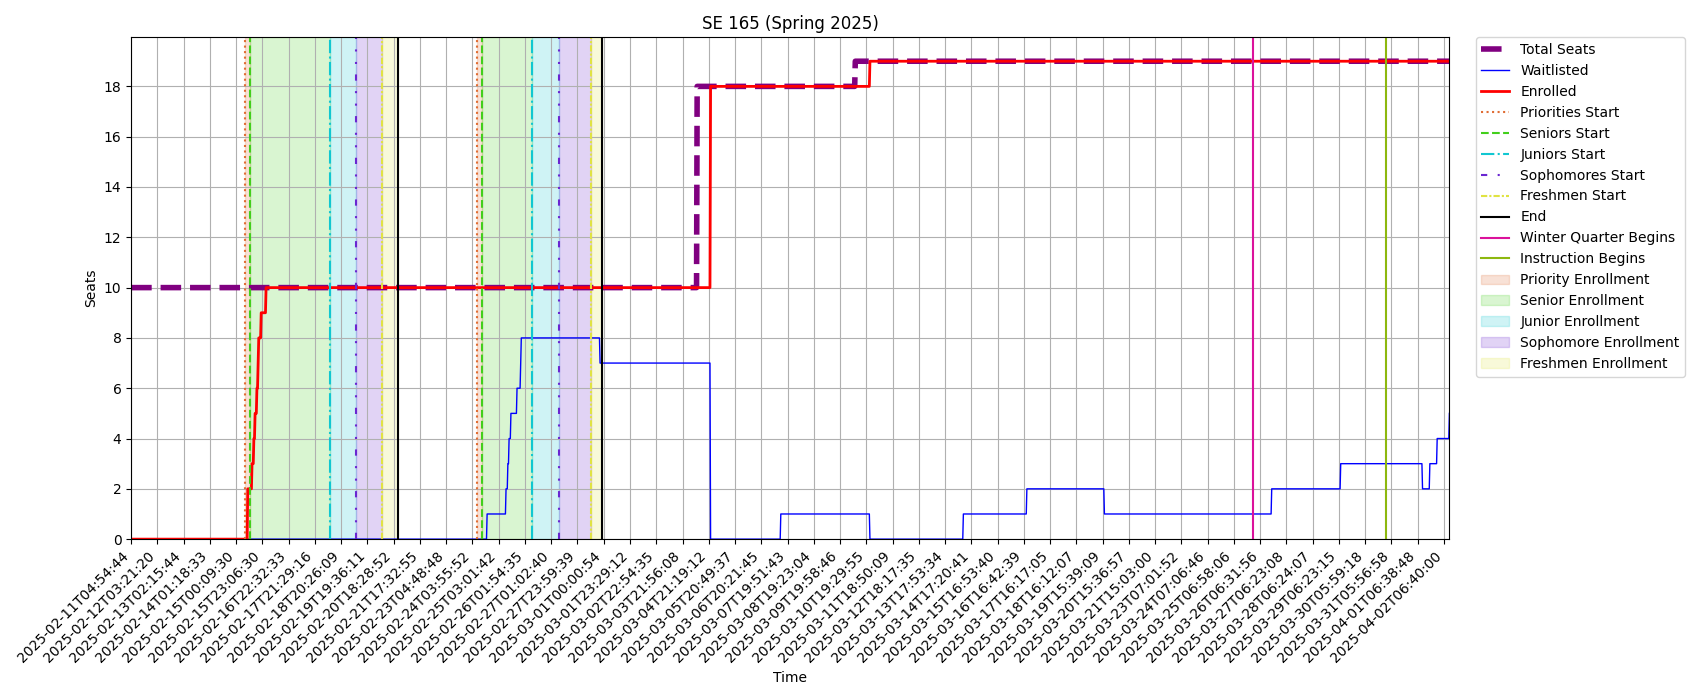 SE 165 (Spring 2025)
Seats
18
16
14
12
10
8
6
4
2
0
2025-02-11T04:54:44
2025-02-12T03:21:20
2025-02-13T02:15:44
2025-02-14T01:18:33
2025-02-15T00:09:30
2025-02-15T23:06:30
2025-02-16T22:32:33
2025-02-17T21:29:16
2025-02-18T20:26:09
2025-02-19T19:36:11
2025-02-20T18:28:52
2025-02-21T17:32:55
2025-02-23T04:48:48
2025-02-24T03:55:52
2025-02-25T03:01:42
2025-02-26T01:54:35
2025-02-27T01:02:40
2025-02-27T23:59:39
2025-03-01T00:00:54
2025-03-01T23:29:12
2025-03-02T22:54:35
2025-03-03T21:56:08
2025-03-04T21:19:12
2025-03-05T20:49:37
2025-03-06T20:21:45
2025-03-07T19:51:43
2025-03-08T19:23:04
2025-03-09T19:58:46
2025-03-10T19:29:55
2025-03-11T18:50:09
2025-03-12T18:17:35
2025-03-13T17:53:34
2025-03-14T17:20:41
2025-03-15T16:53:40
2025-03-16T16:42:39
2025-03-17T16:17:05
2025-03-18T16:12:07
2025-03-19T15:39:09
2025-03-20T15:36:57
2025-03-21T15:03:00
2025-03-23T07:01:52
2025-03-24T07:06:46
2025-03-25T06:58:06
2025-03-26T06:31:56
2025-03-27T06:23:08
2025-03-28T06:24:07
2025-03-29T06:23:15
2025-03-30T05:59:18
2025-03-31T05:56:58
2025-04-01T06:38:48
2025-04-02T06:40:00
Time
Total Seats
Waitlisted
Enrolled
Priorities Start
Seniors Start
Juniors Start
Sophomores Start
Freshmen Start
End
Winter Quarter Begins
Instruction Begins
Priority Enrollment
Senior Enrollment
Junior Enrollment
Sophomore Enrollment
Freshmen Enrollment